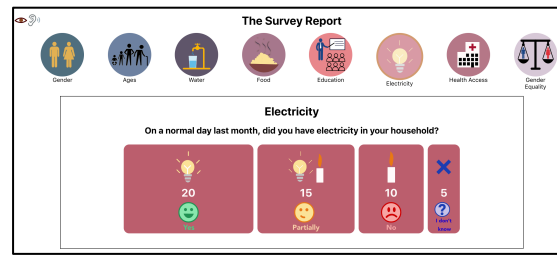 The Survey Report
Gender
Ages
Water
Food
Education
Electricity
Health Access
Gender
Equality
Electricity
On a normal day last month, did you have electricity in your household?
20
15
10
5
Yes
Partially
No
I don't
know